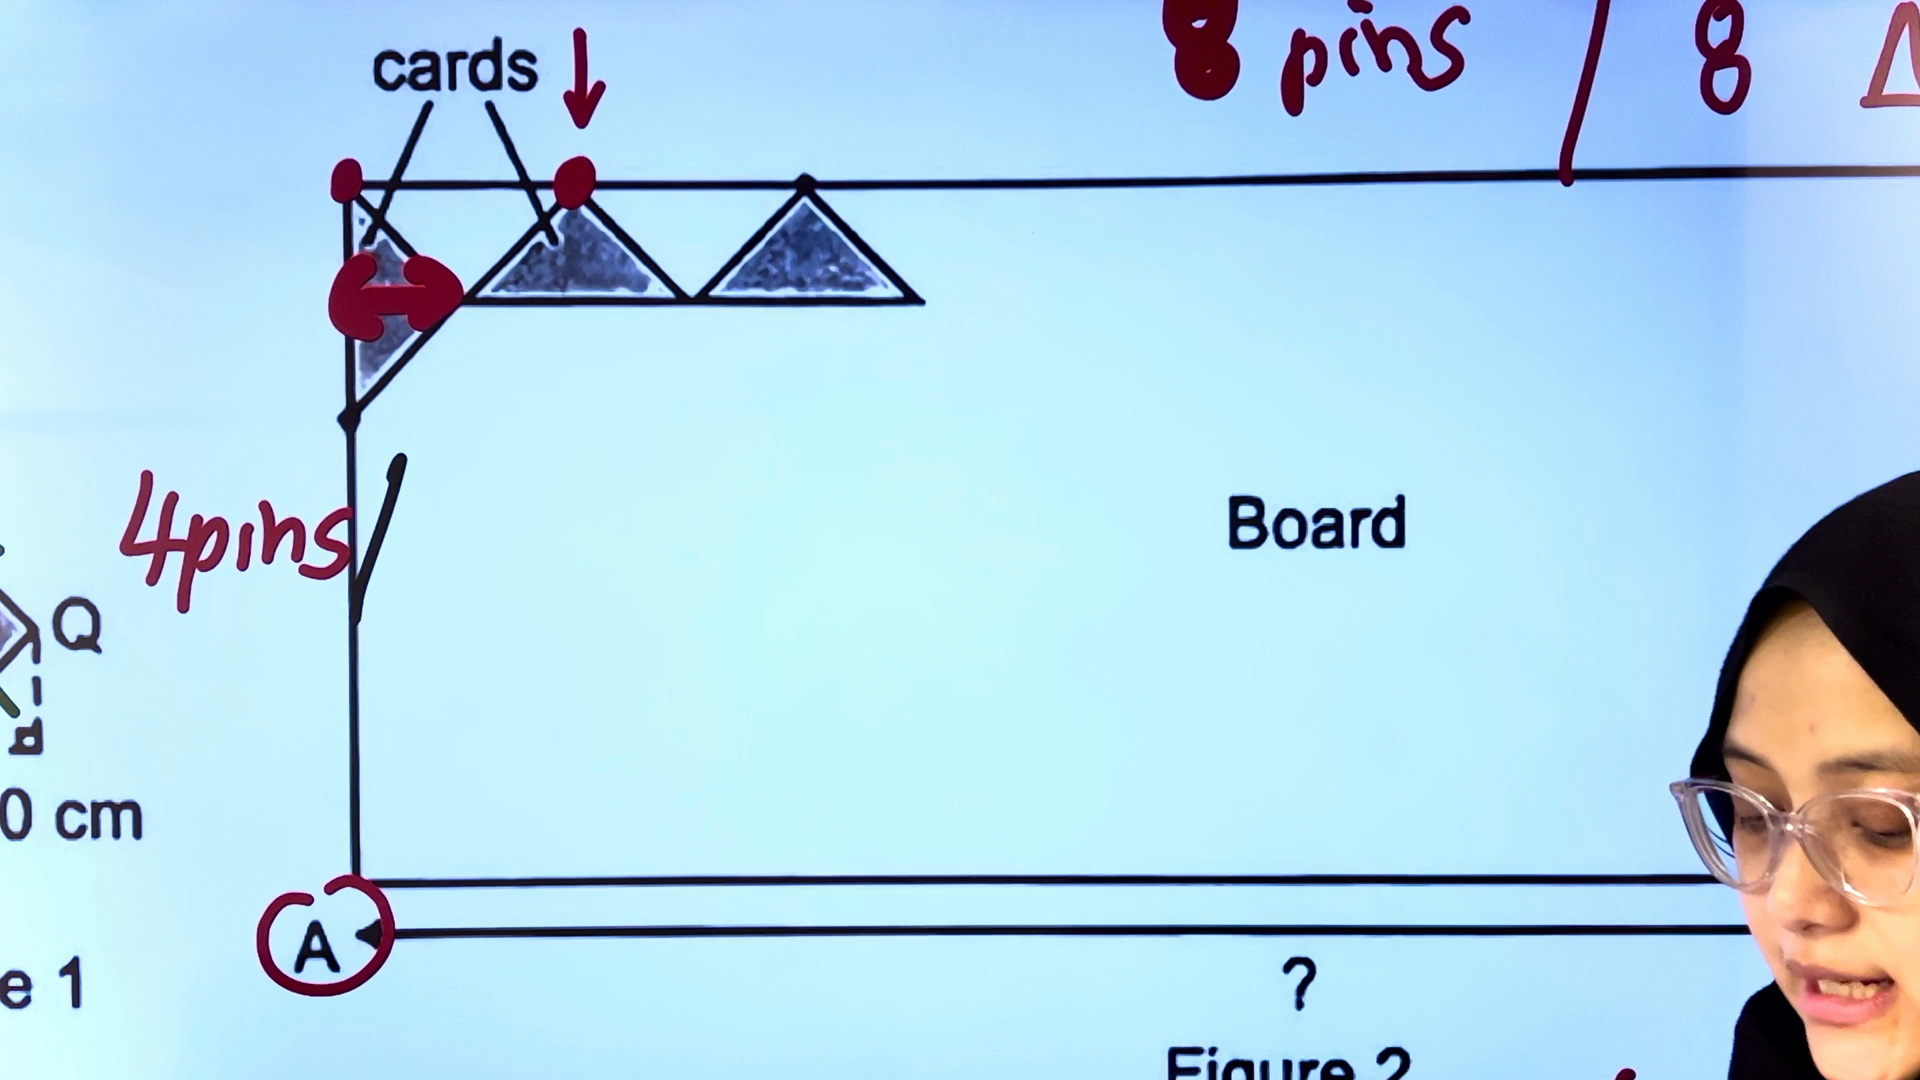 cards
8 pins / 8 Δ
Board
4pins
Q
0 cm
A
?
e 1
Figure 2